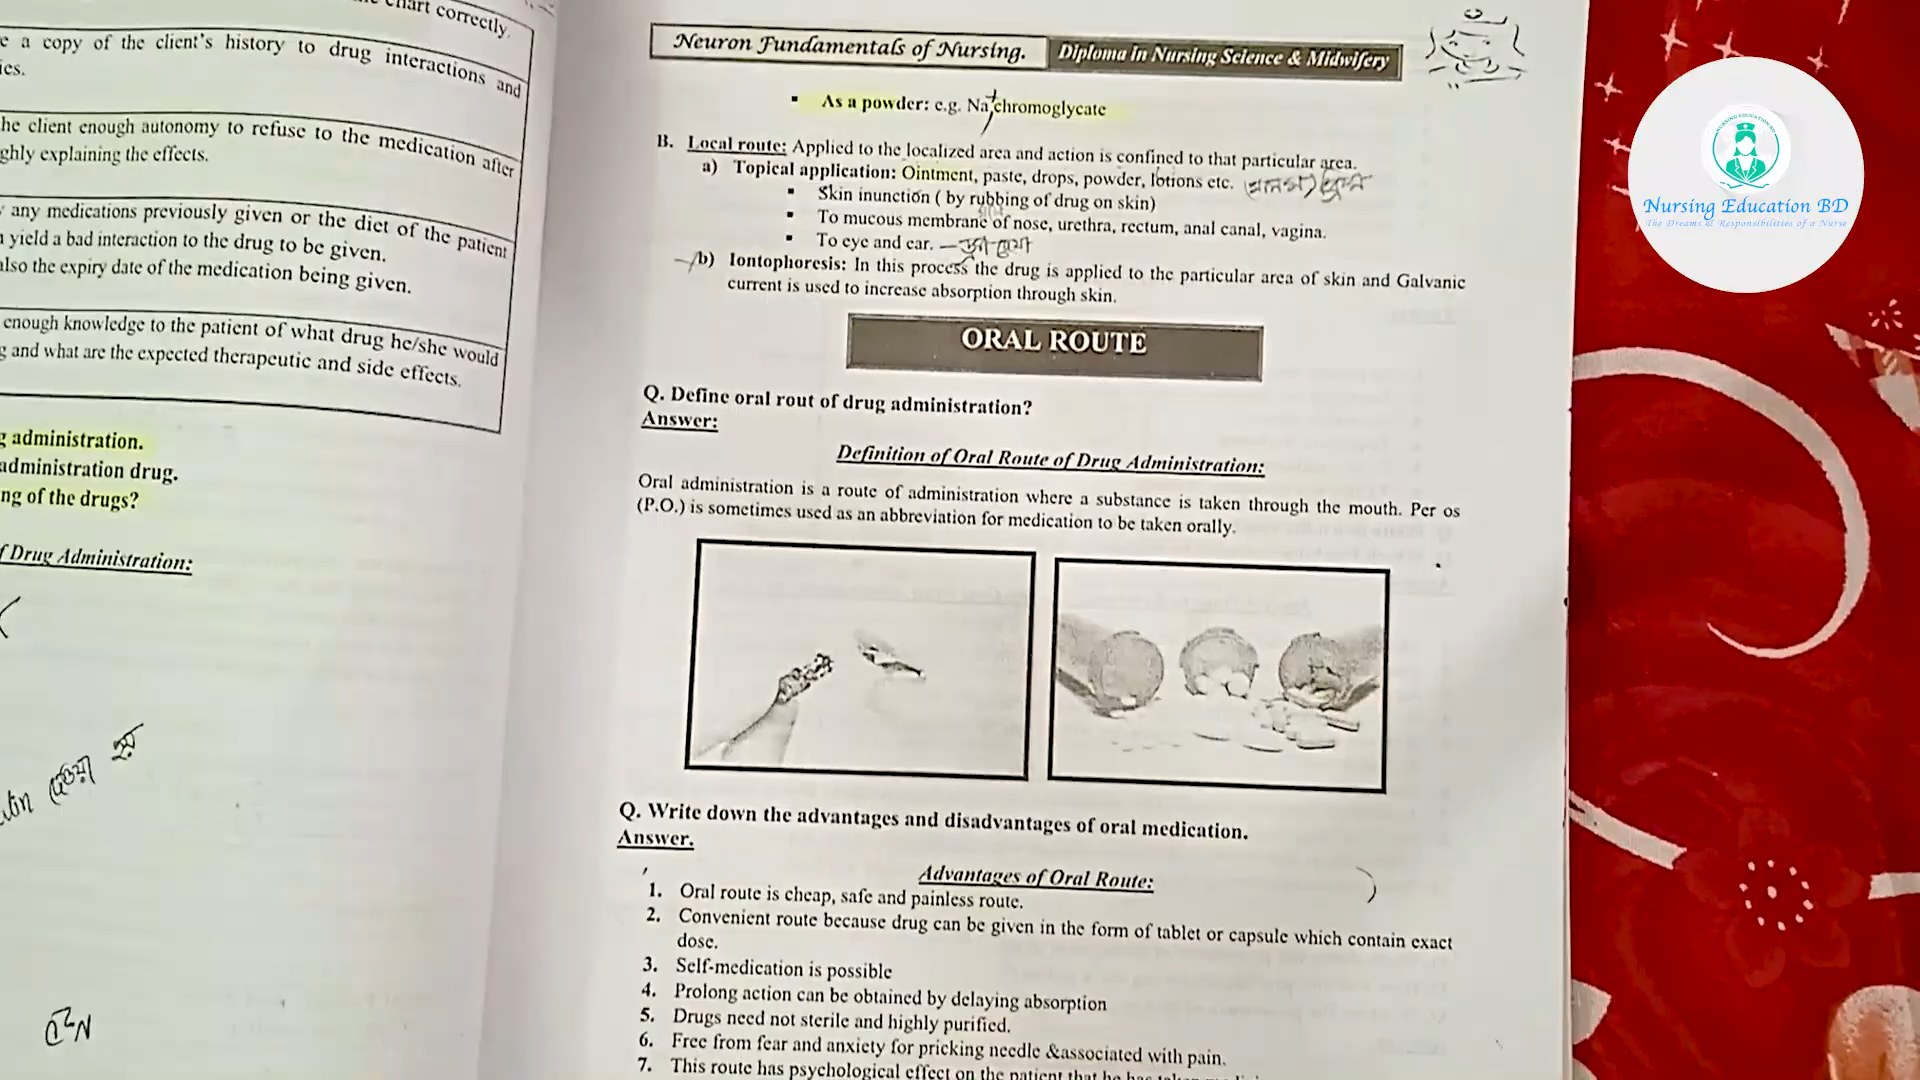 chart correctly.
e a copy of the client's history to drug interactions and
ies.
he client enough autonomy to refuse to the medication after
ghly explaining the effects.
any medications previously given or the diet of the patient
yield a bad interaction to the drug to be given.
also the expiry date of the medication being given.
enough knowledge to the patient of what drug he/she would
g and what are the expected therapeutic and side effects.
g administration.
administration drug.
ng of the drugs?
f Drug Administration:
Neuron Fundamentals of Nursing. Diploma in Nursing Science & Midwifery
▪ As a powder: e.g. Na chromoglycate
B. Local route: Applied to the localized area and action is confined to that particular area.
a) Topical application: Ointment, paste, drops, powder, lotions etc.
▪ Skin inunction ( by rubbing of drug on skin)
▪ To mucous membrane of nose, urethra, rectum, anal canal, vagina.
▪ To eye and ear.
b) Iontophoresis: In this process the drug is applied to the particular area of skin and Galvanic
current is used to increase absorption through skin.
ORAL ROUTE
Q. Define oral rout of drug administration?
Answer:
Definition of Oral Route of Drug Administration:
Oral administration is a route of administration where a substance is taken through the mouth. Per os
(P.O.) is sometimes used as an abbreviation for medication to be taken orally.
Q. Write down the advantages and disadvantages of oral medication.
Answer.
Advantages of Oral Route:
1. Oral route is cheap, safe and painless route.
2. Convenient route because drug can be given in the form of tablet or capsule which contain exact
dose.
3. Self-medication is possible
4. Prolong action can be obtained by delaying absorption
5. Drugs need not sterile and highly purified.
6. Free from fear and anxiety for pricking needle &associated with pain.
7. This route has psychological effect on the patient that he has
NURSING EDUCATION BD
Nursing Education BD
The Dreams & Responsibilities of a Nurse